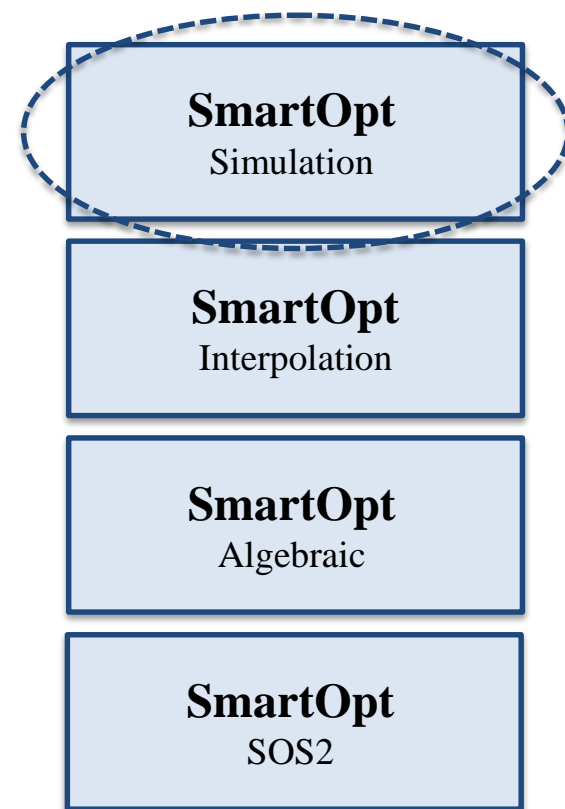 SmartOpt
Simulation
SmartOpt
Interpolation
SmartOpt
Algebraic
SmartOpt
SOS2